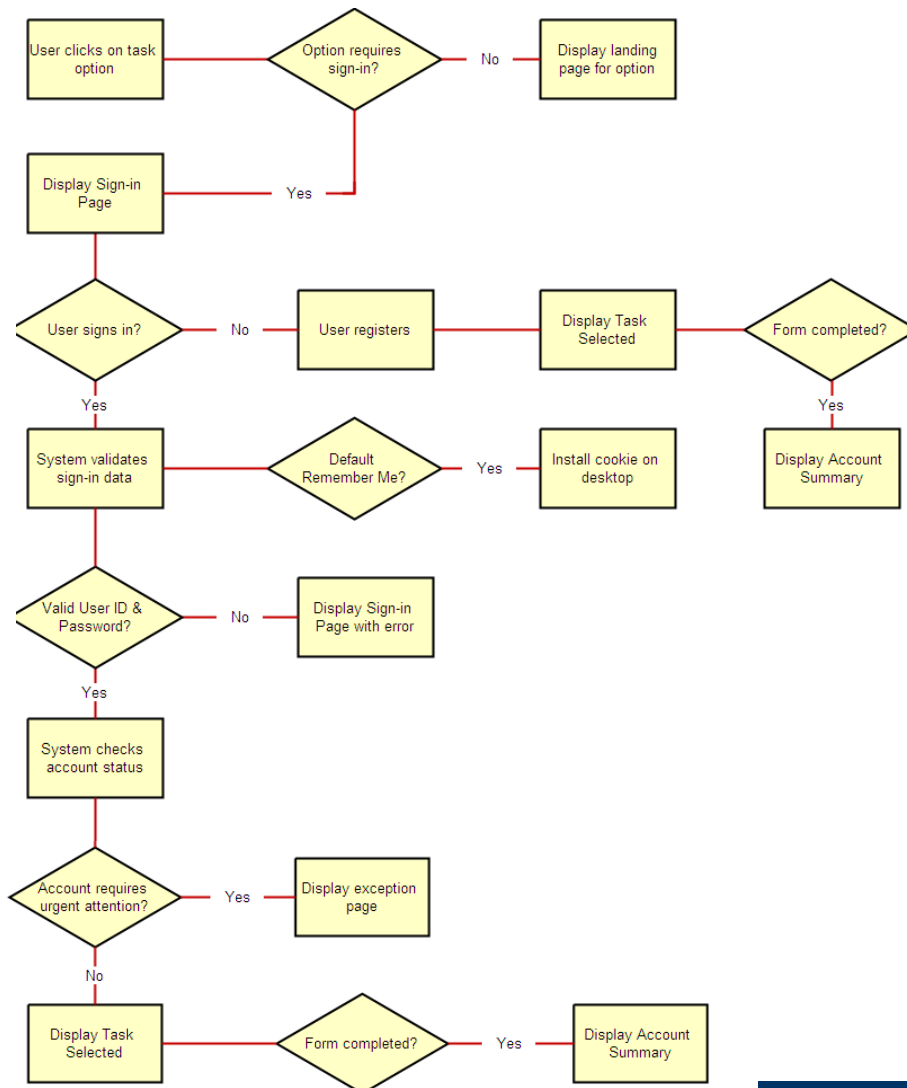 User clicks on task
option
Option requires
sign-in?
No
Display landing
page for option
Display Sign-in
Page
Yes
User signs in?
No
User registers
Display Task
Selected
Form completed?
Yes
Yes
System validates
sign-in data
Default
Remember Me?
Yes
Install cookie on
desktop
Display Account
Summary
Valid User ID &
Password?
No
Display Sign-in
Page with error
Yes
System checks
account status
Account requires
urgent attention?
Yes
Display exception
page
No
Display Task
Selected
Form completed?
Yes
Display Account
Summary